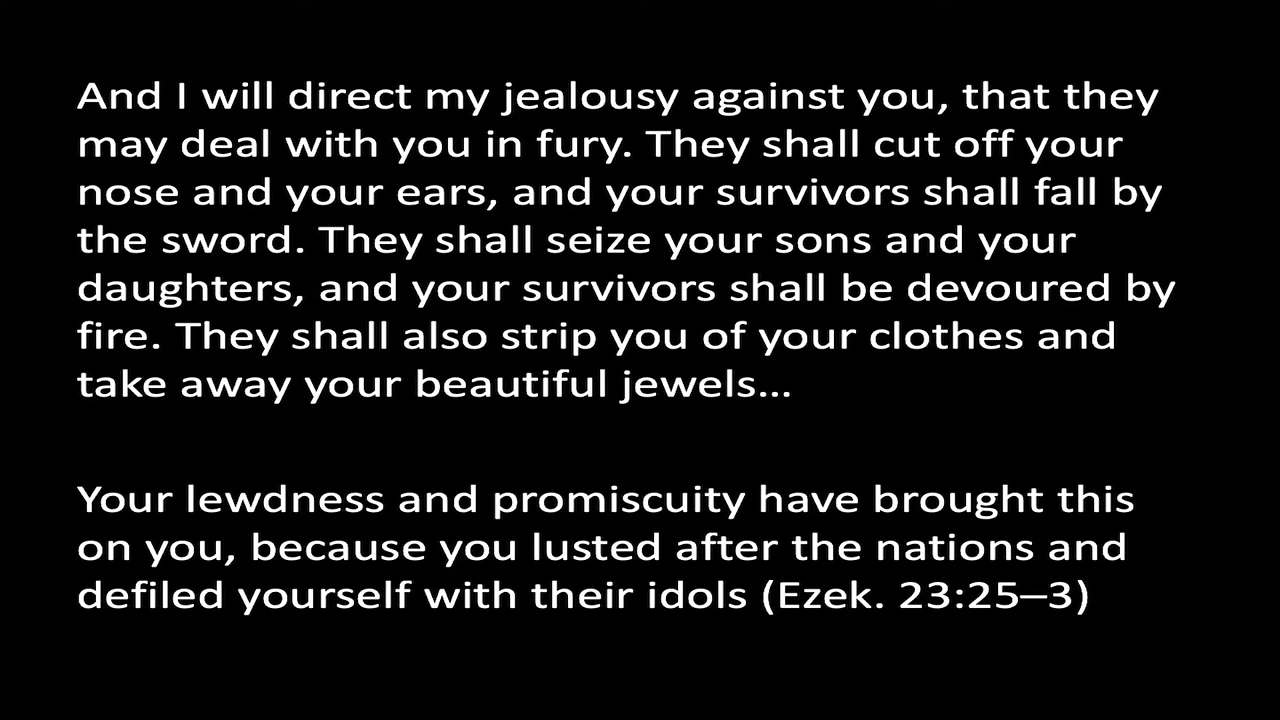 And I will direct my jealousy against you, that they
may deal with you in fury. They shall cut off your
nose and your ears, and your survivors shall fall by
the sword. They shall seize your sons and your
daughters, and your survivors shall be devoured by
fire. They shall also strip you of your clothes and
take away your beautiful jewels...
Your lewdness and promiscuity have brought this
on you, because you lusted after the nations and
defiled yourself with their idols (Ezek. 23:25–3)